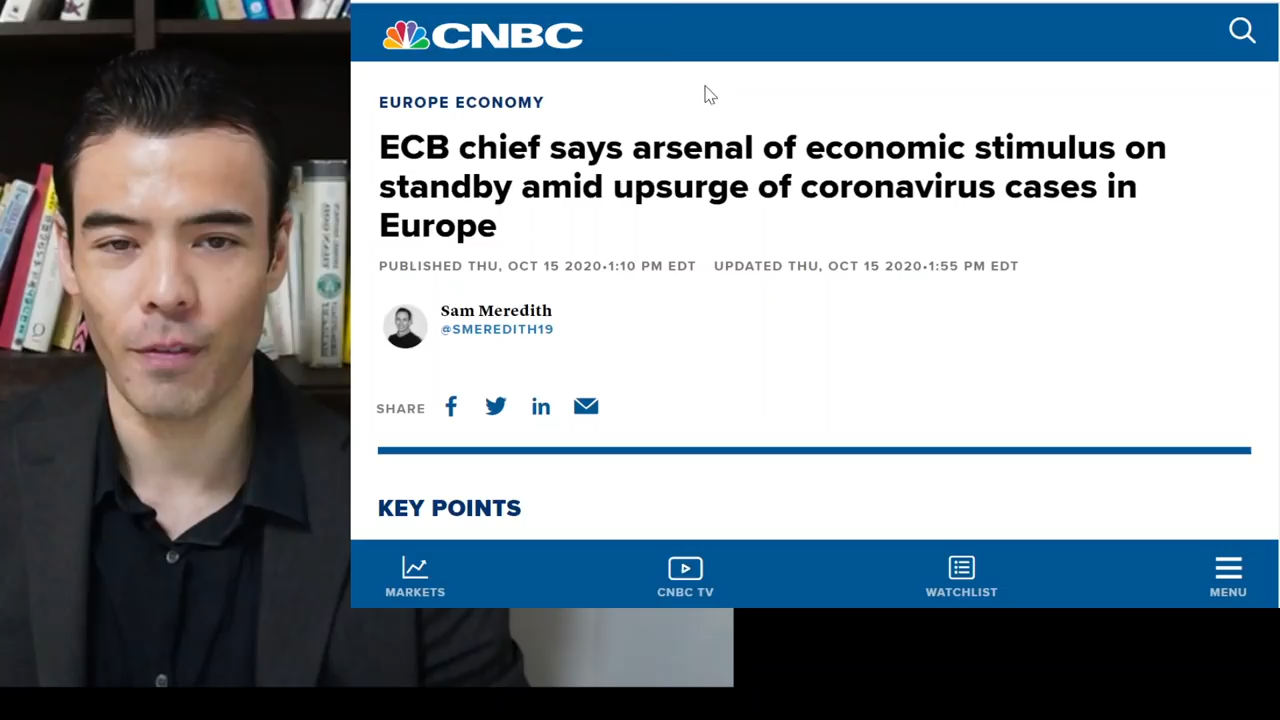 CNBC
EUROPE ECONOMY
ECB chief says arsenal of economic stimulus on
standby amid upsurge of coronavirus cases in
Europe
PUBLISHED THU, OCT 15 2020•1:10 PM EDT UPDATED THU, OCT 15 2020•1:55 PM EDT
Sam Meredith
@SMEREDITH19
SHARE
KEY POINTS
MARKETS CNBC TV WATCHLIST MENU